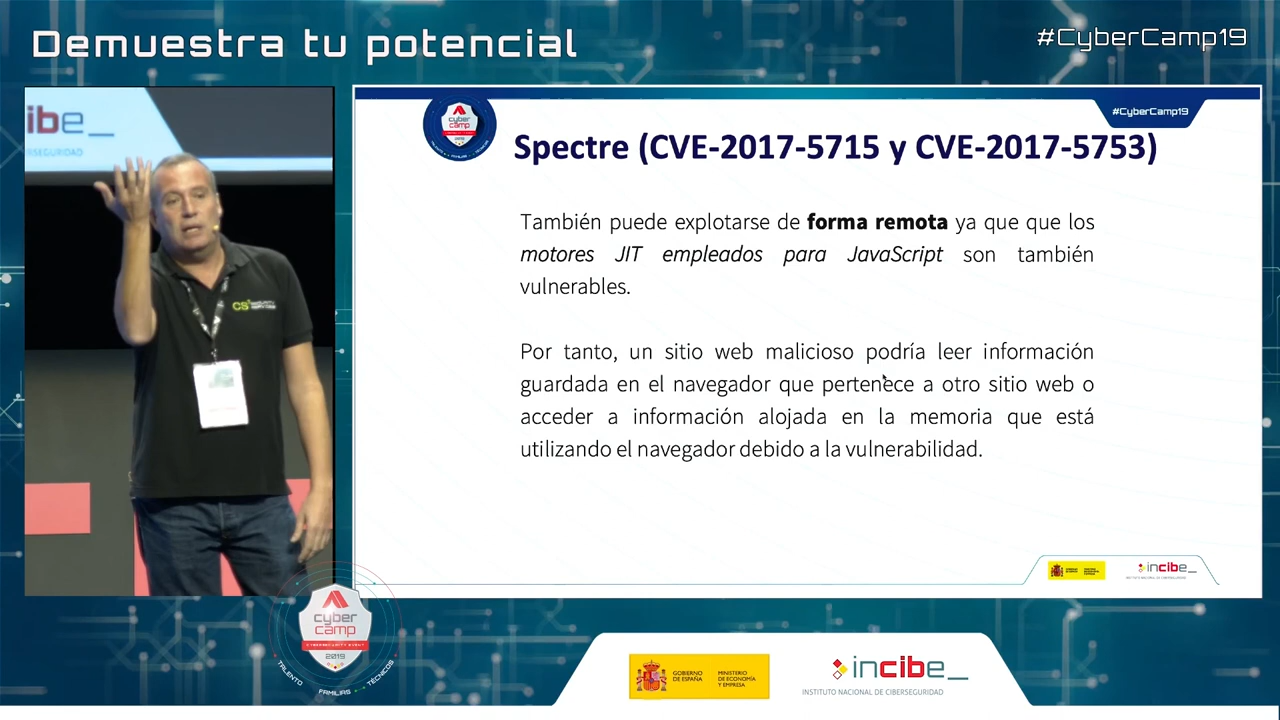 Demuestra tu potencial
#CyberCamp19
#CyberCamp19
cyber
camp
Spectre (CVE-2017-5715 y CVE-2017-5753)
También puede explotarse de forma remota ya que que los
motores JIT empleados para JavaScript son también
vulnerables.
Por tanto, un sitio web malicioso podría leer información
guardada en el navegador que pertenece a otro sitio web o
acceder a información alojada en la memoria que está
utilizando el navegador debido a la vulnerabilidad.
incibe_
cibe_
CS
cyber
camp
2019
TALENTO FAMILIAS TÉCNICOS
GOBIERNO
DE ESPAÑA
MINISTERIO
DE ECONOMÍA
Y EMPRESA
incibe_
INSTITUTO NACIONAL DE CIBERSEGURIDAD